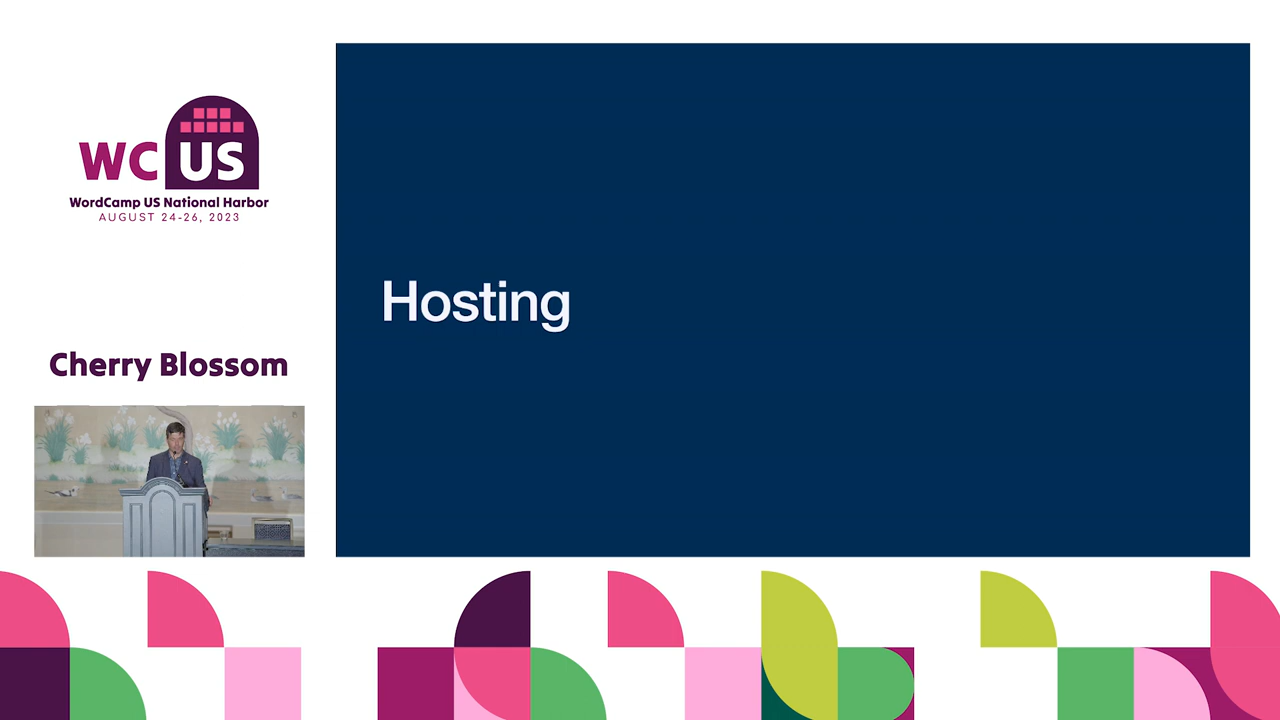 WC US
WordCamp US National Harbor
AUGUST 24-26, 2023
Hosting
Cherry Blossom